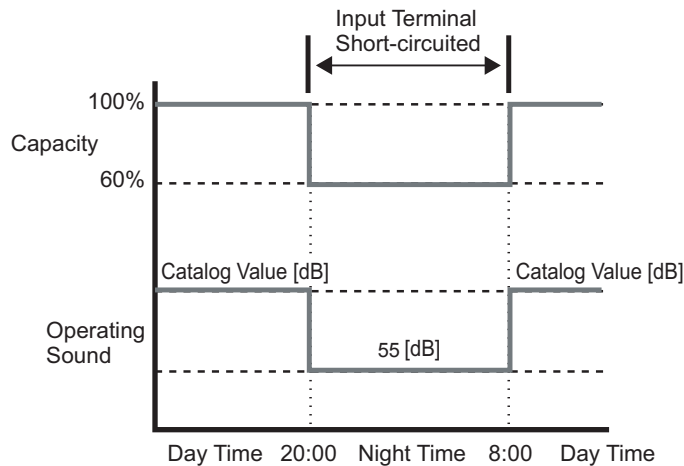 Input Terminal
Short-circuited
100%
Capacity
60%
Catalog Value [dB]
Catalog Value [dB]
Operating
Sound
55 [dB]
Day Time 20:00 Night Time 8:00 Day Time